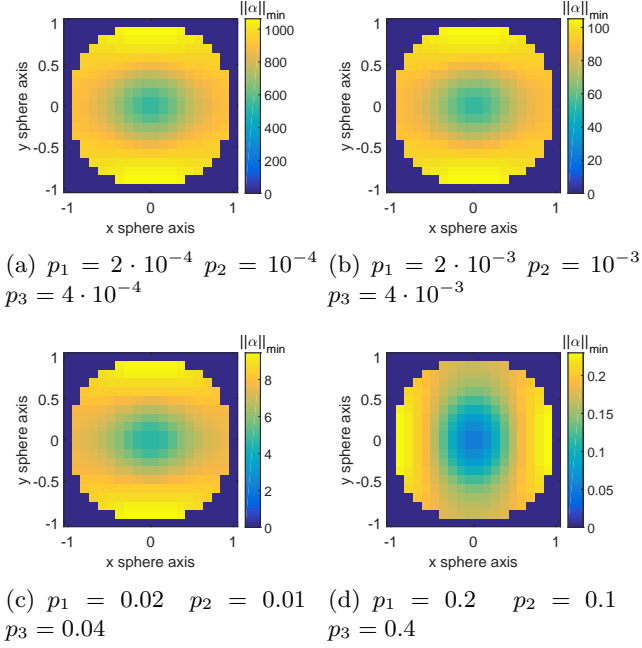 ||α||min
1000
800
600
400
200
0
1
0.5
0
-0.5
-1
y sphere axis
-1 0 1
x sphere axis
||α||min
100
80
60
40
20
0
1
0.5
0
-0.5
-1
y sphere axis
-1 0 1
x sphere axis
(a) p₁ = 2 · 10⁻⁴ p₂ = 10⁻⁴
p₃ = 4 · 10⁻⁴
(b) p₁ = 2 · 10⁻³ p₂ = 10⁻³
p₃ = 4 · 10⁻³
||α||min
8
6
4
2
0
1
0.5
0
-0.5
-1
y sphere axis
-1 0 1
x sphere axis
||α||min
0.2
0.15
0.1
0.05
0
1
0.5
0
-0.5
-1
y sphere axis
-1 0 1
x sphere axis
(c) p₁ = 0.02 p₂ = 0.01
p₃ = 0.04
(d) p₁ = 0.2 p₂ = 0.1
p₃ = 0.4